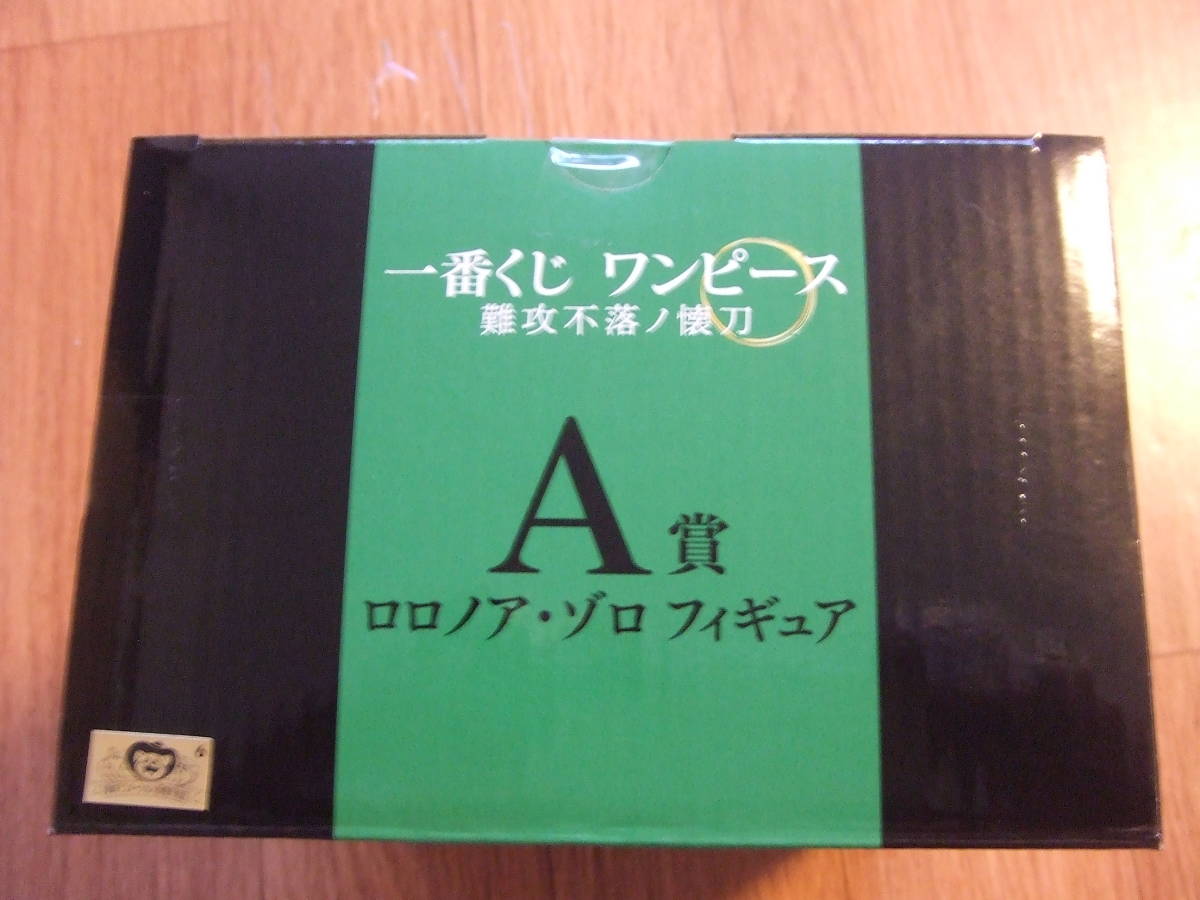 一番くじ ワンピース
難攻不落ノ懐刀
A賞
ロロノア・ゾロ フィギュア